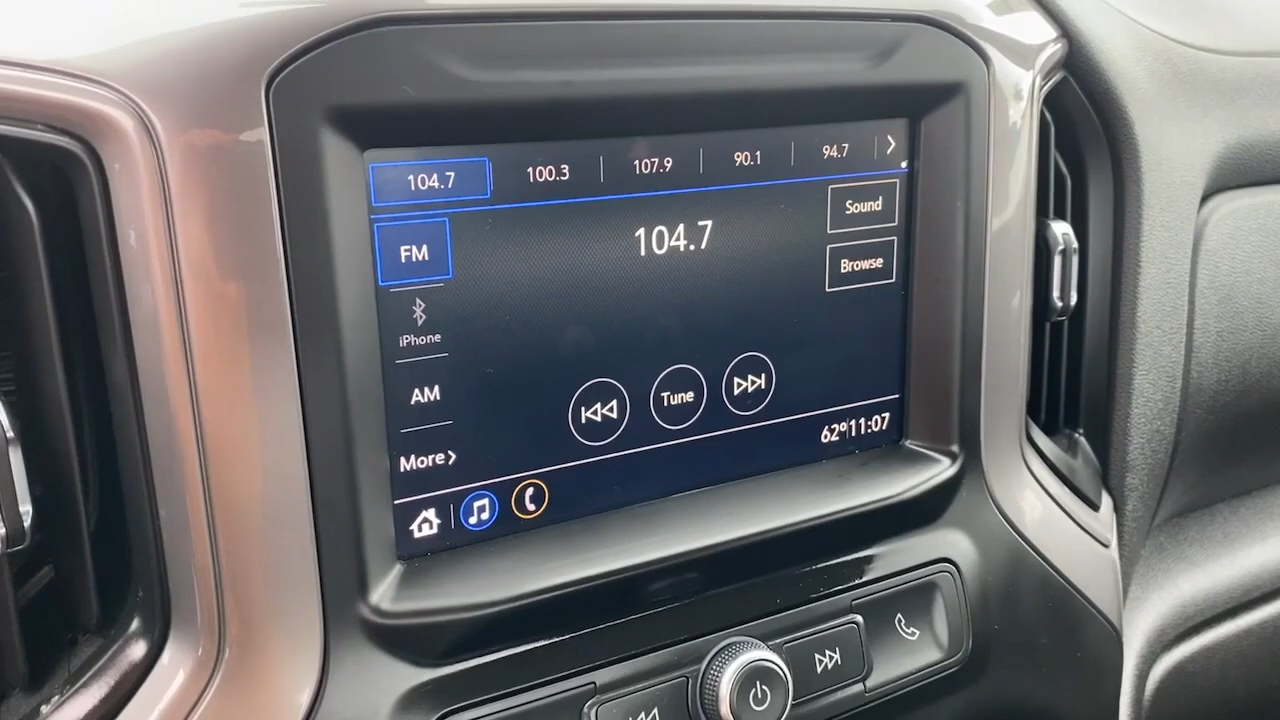 104.7 100.3 107.9 90.1 94.7
FM
104.7
Sound
Browse
iPhone
AM
Tune
More
62° 11:07